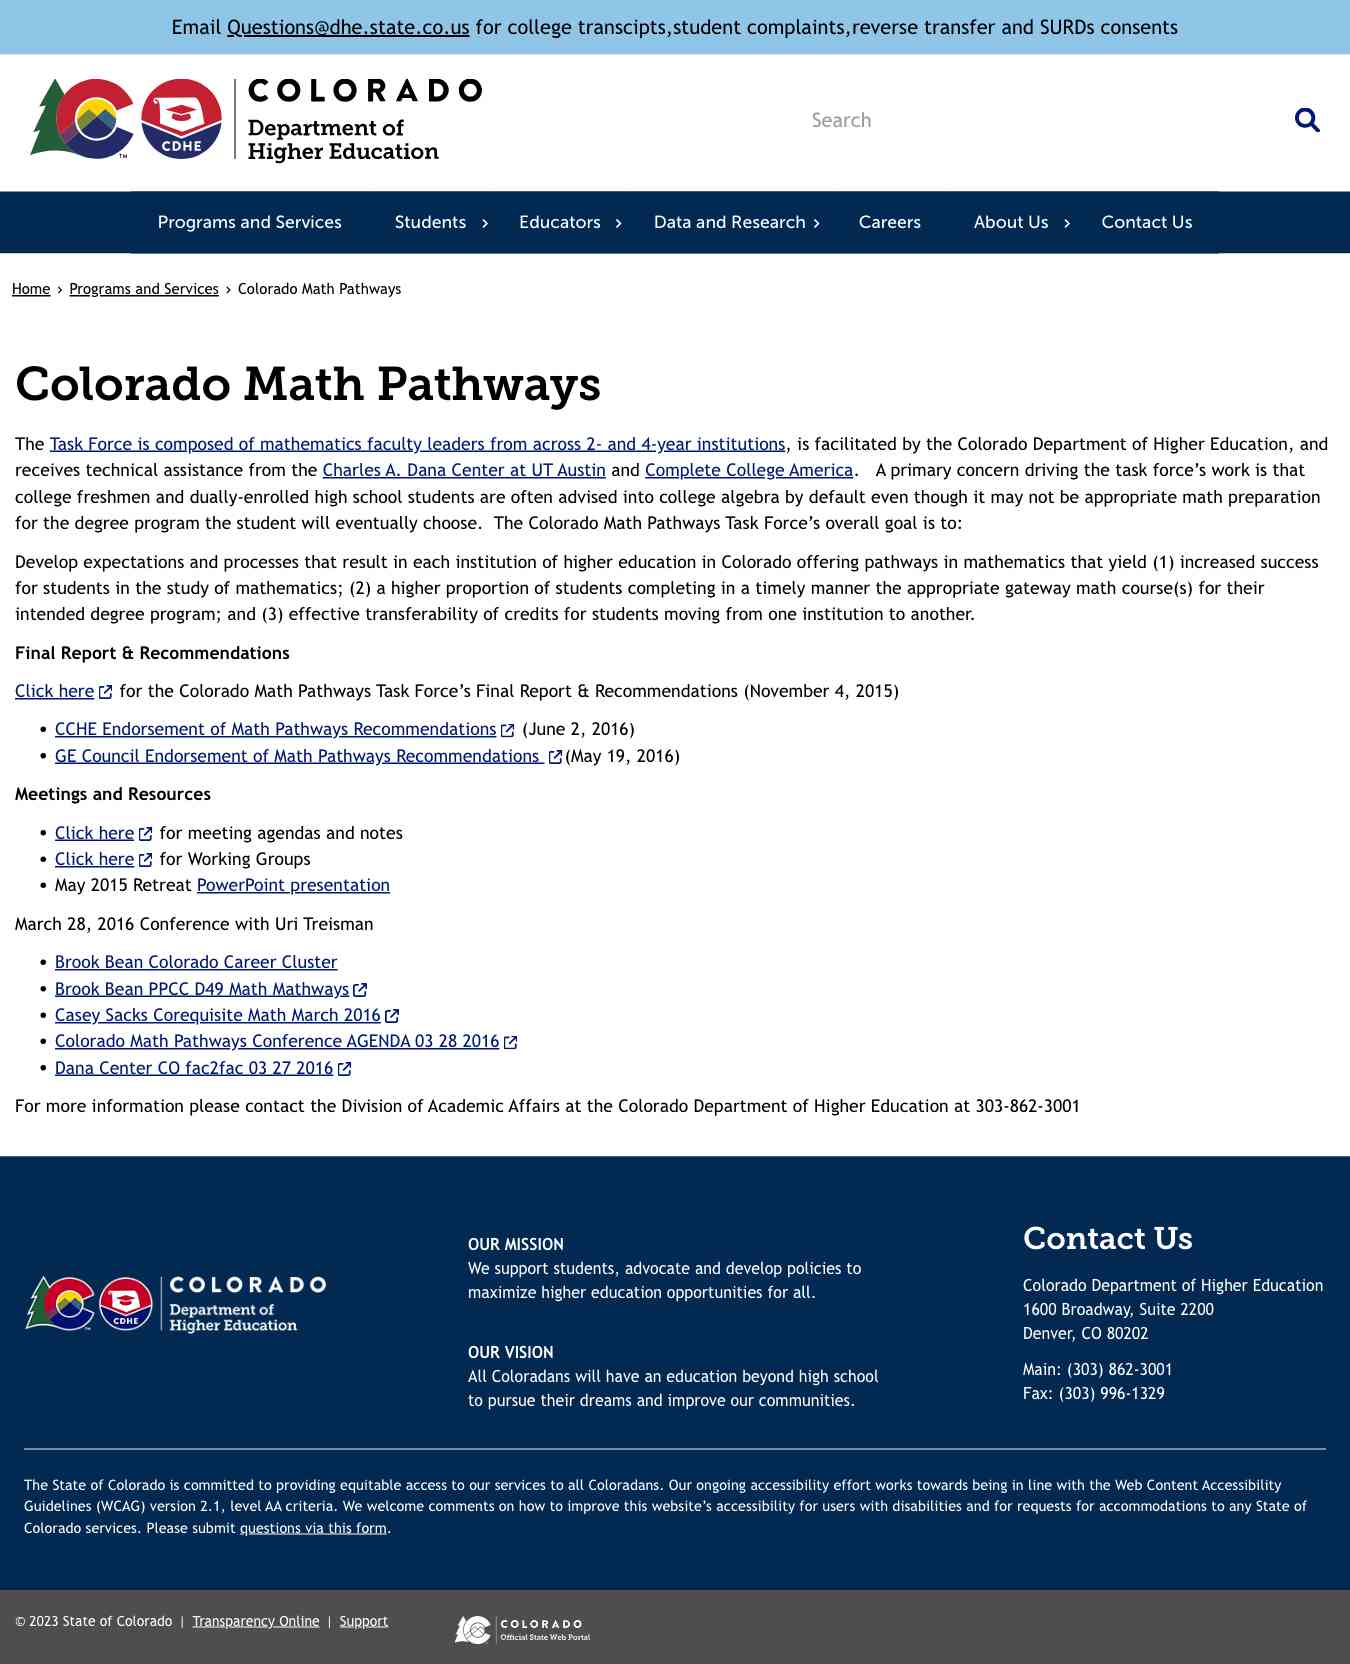 Email Questions@dhe.state.co.us for college transcipts,student complaints,reverse transfer and SURDs consents
COLORADO
Department of
Higher Education
CDHE
TM
Search
Programs and Services Students Educators Data and Research Careers About Us Contact Us
Home › Programs and Services › Colorado Math Pathways
Colorado Math Pathways
The Task Force is composed of mathematics faculty leaders from across 2- and 4-year institutions, is facilitated by the Colorado Department of Higher Education, and
receives technical assistance from the Charles A. Dana Center at UT Austin and Complete College America.   A primary concern driving the task force’s work is that
college freshmen and dually-enrolled high school students are often advised into college algebra by default even though it may not be appropriate math preparation
for the degree program the student will eventually choose.  The Colorado Math Pathways Task Force’s overall goal is to:
Develop expectations and processes that result in each institution of higher education in Colorado offering pathways in mathematics that yield (1) increased success
for students in the study of mathematics; (2) a higher proportion of students completing in a timely manner the appropriate gateway math course(s) for their
intended degree program; and (3) effective transferability of credits for students moving from one institution to another.
Final Report & Recommendations
Click here for the Colorado Math Pathways Task Force’s Final Report & Recommendations (November 4, 2015)
• CCHE Endorsement of Math Pathways Recommendations (June 2, 2016)
• GE Council Endorsement of Math Pathways Recommendations (May 19, 2016)
Meetings and Resources
• Click here for meeting agendas and notes
• Click here for Working Groups
• May 2015 Retreat PowerPoint presentation
March 28, 2016 Conference with Uri Treisman
• Brook Bean Colorado Career Cluster
• Brook Bean PPCC D49 Math Mathways
• Casey Sacks Corequisite Math March 2016
• Colorado Math Pathways Conference AGENDA 03 28 2016
• Dana Center CO fac2fac 03 27 2016
For more information please contact the Division of Academic Affairs at the Colorado Department of Higher Education at 303-862-3001
COLORADO
Department of
Higher Education
CDHE
TM
OUR MISSION
We support students, advocate and develop policies to
maximize higher education opportunities for all.
OUR VISION
All Coloradans will have an education beyond high school
to pursue their dreams and improve our communities.
Contact Us
Colorado Department of Higher Education
1600 Broadway, Suite 2200
Denver, CO 80202
Main: (303) 862-3001
Fax: (303) 996-1329
The State of Colorado is committed to providing equitable access to our services to all Coloradans. Our ongoing accessibility effort works towards being in line with the Web Content Accessibility
Guidelines (WCAG) version 2.1, level AA criteria. We welcome comments on how to improve this website’s accessibility for users with disabilities and for requests for accommodations to any State of
Colorado services. Please submit questions via this form.
© 2023 State of Colorado | Transparency Online | Support
COLORADO
Official State Web Portal